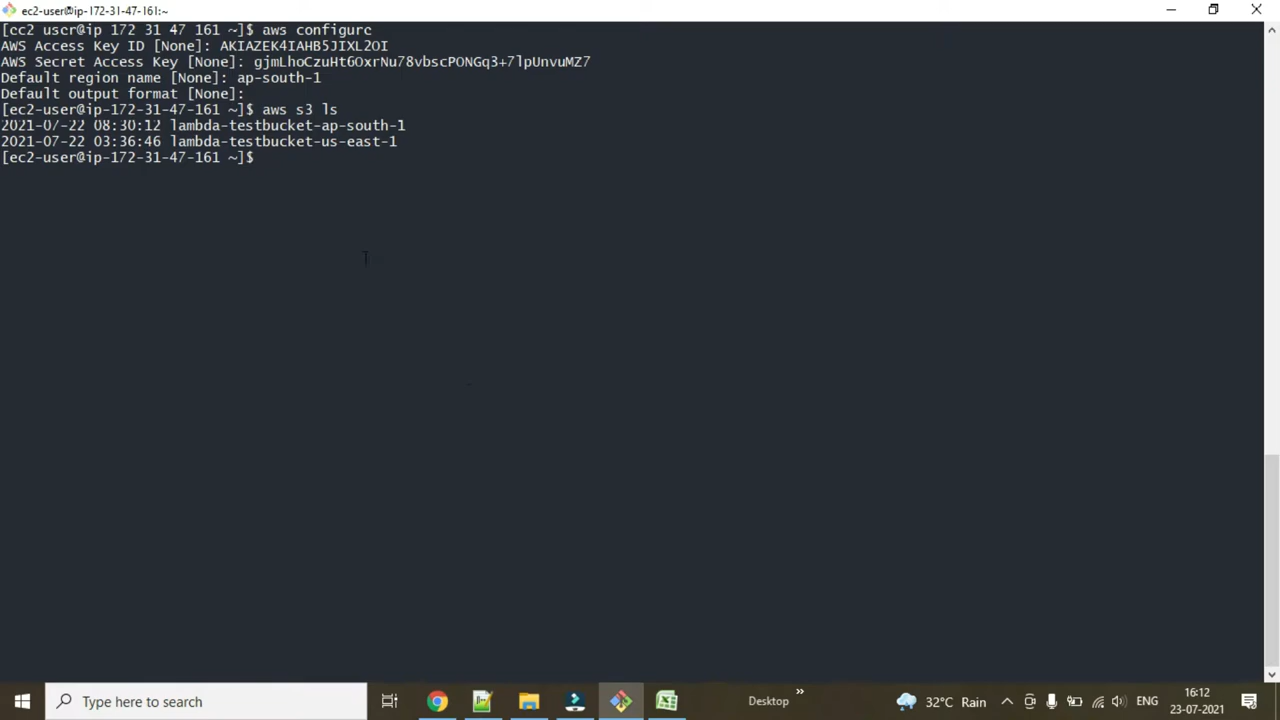 ec2-user@ip-172-31-47-161:~
[ec2 user@ip 172 31 47 161 ~]$ aws configure
AWS Access Key ID [None]: AKIAZEK4IAHB5JIXL2OI
AWS Secret Access Key [None]: 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
Default region name [None]: ap-south-1
Default output format [None]:
[ec2-user@ip-172-31-47-161 ~]$ aws s3 ls
2021-07-22 08:30:12 lambda-testbucket-ap-south-1
2021-07-22 03:36:46 lambda-testbucket-us-east-1
[ec2-user@ip-172-31-47-161 ~]$
Type here to search
Desktop
32°C Rain
ENG
16:12
23-07-2021